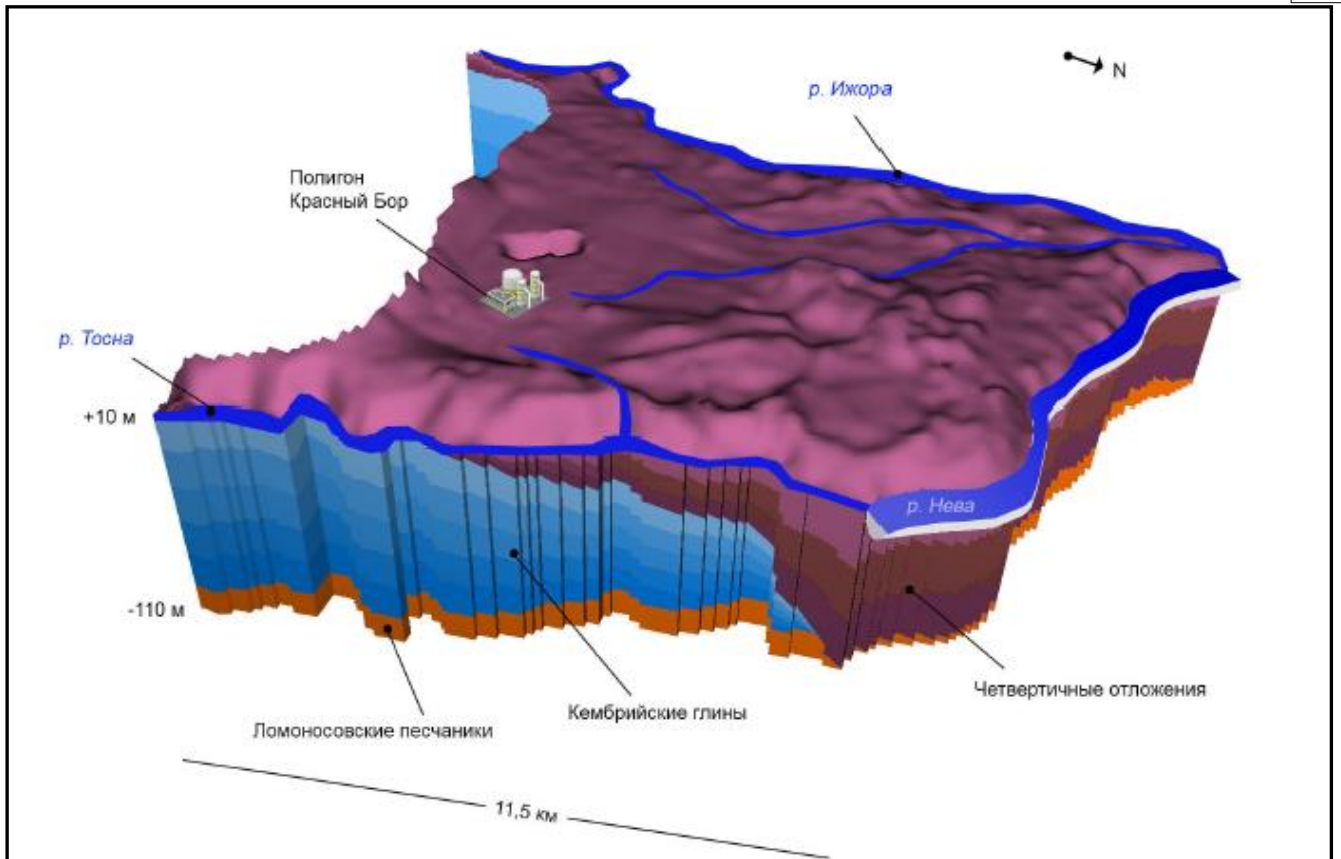 N
р. Ижора
Полигон
Красный Бор
р. Тосна
+10 м
р. Нева
-110 м
Четвертичные отложения
Кембрийские глины
Ломоносовские песчаники
11,5 км